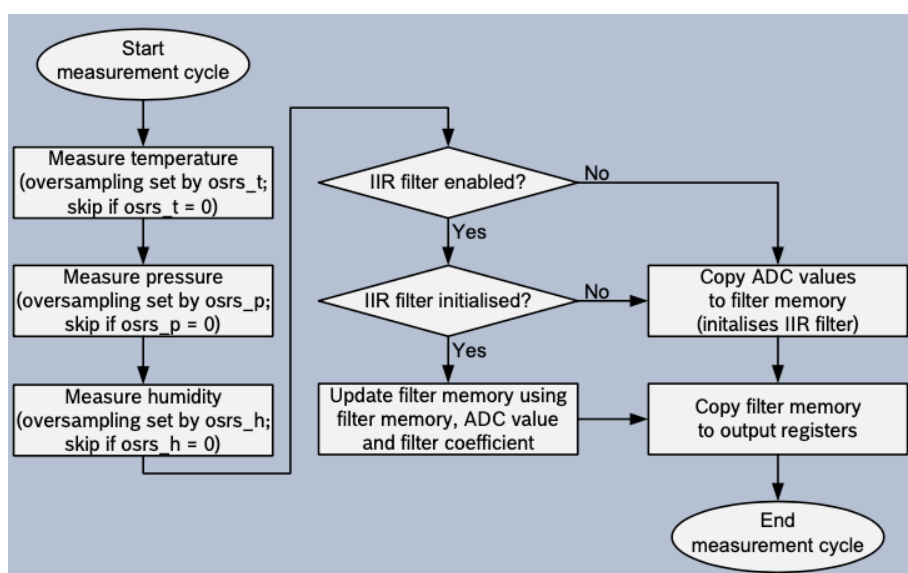 Start
measurement cycle
Measure temperature
(oversampling set by osrs_t;
skip if osrs_t = 0)
Measure pressure
(oversampling set by osrs_p;
skip if osrs_p = 0)
Measure humidity
(oversampling set by osrs_h;
skip if osrs_h = 0)
IIR filter enabled?
No
Yes
IIR filter initialised?
No
Yes
Copy ADC values
to filter memory
(initalises IIR filter)
Update filter memory using
filter memory, ADC value
and filter coefficient
Copy filter memory
to output registers
End
measurement cycle